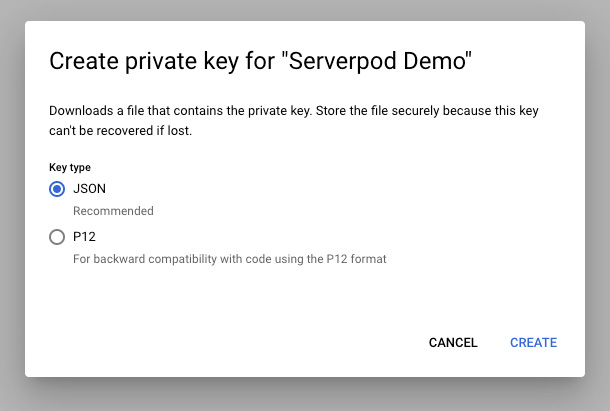 Create private key for "Serverpod Demo"
Downloads a file that contains the private key. Store the file securely because this key
can't be recovered if lost.
Key type
JSON
Recommended
P12
For backward compatibility with code using the P12 format
CANCEL
CREATE